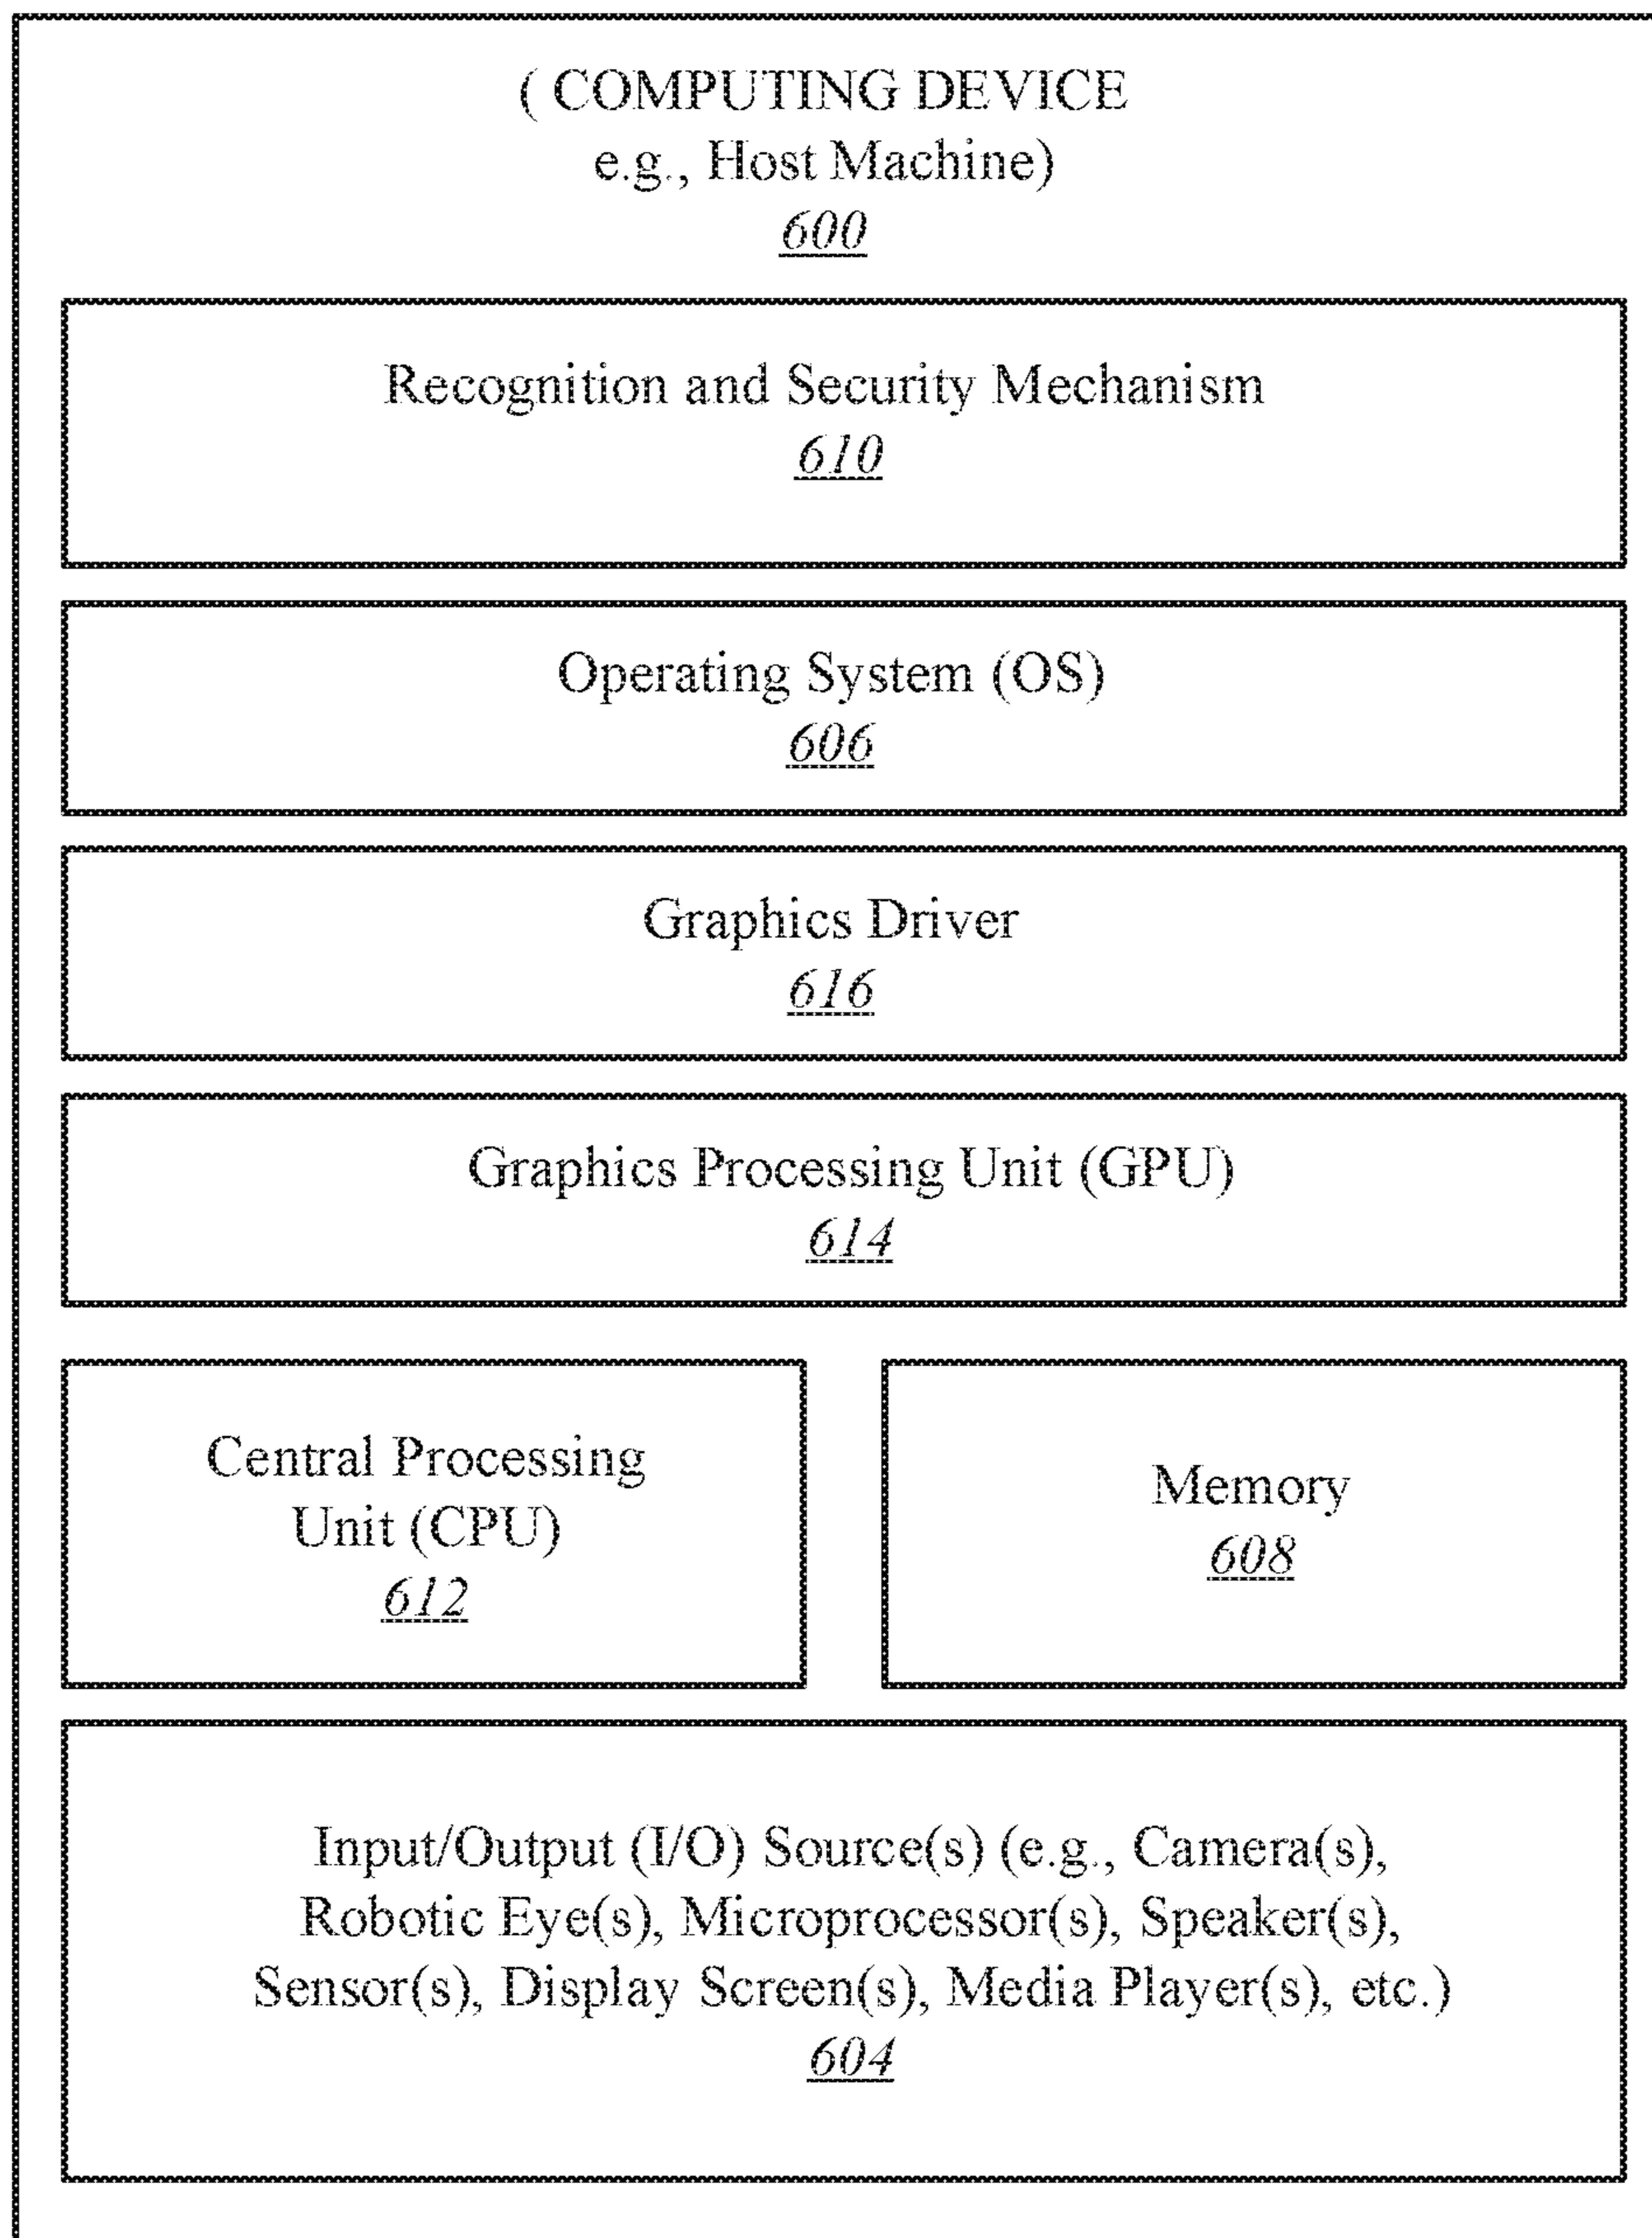 ( COMPUTING DEVICE
e.g., Host Machine)
600
Recognition and Security Mechanism
610
Operating System (OS)
606
Graphics Driver
616
Graphics Processing Unit (GPU)
614
Central Processing
Unit (CPU)
612
Memory
608
Input/Output (I/O) Source(s) (e.g., Camera(s),
Robotic Eye(s), Microprocessor(s), Speaker(s),
Sensor(s), Display Screen(s), Media Player(s), etc.)
604